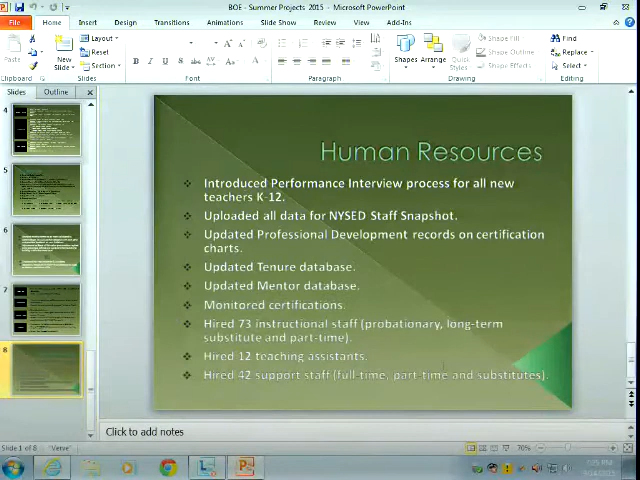 BOE - Summer Projects 2015 - Microsoft PowerPoint
File Home Insert Design Transitions Animations Slide Show Review View Add-Ins
Paste
New Slide
Layout
Reset
Section
Shapes
Arrange
Quick Styles
Shape Fill
Shape Outline
Shape Effects
Find
Replace
Select
Clipboard Slides Font Paragraph Drawing Editing
Slides Outline
4
5
6
7
8
Human Resources
Introduced Performance Interview process for all new
teachers K-12.
Uploaded all data for NYSED Staff Snapshot.
Updated Professional Development records on certification
charts.
Updated Tenure database.
Updated Mentor database.
Monitored certifications.
Hired 73 instructional staff (probationary, long-term
substitute and part-time).
Hired 12 teaching assistants.
Hired 42 support staff (full-time, part-time and substitutes).
Click to add notes
Slide 1 of 8 "Verve" 70%